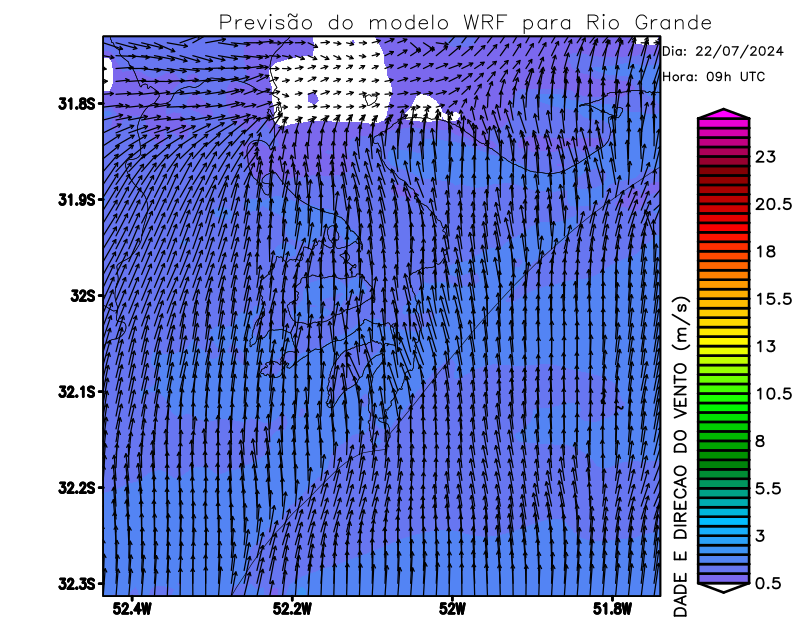 Previsão do modelo WRF para Rio Grande
Dia: 22/07/2024
Hora: 09h UTC
31.8S
31.9S
32S
32.1S
32.2S
32.3S
52.4W
52.2W
52W
51.8W
23
20.5
18
15.5
13
10.5
8
5.5
3
0.5
DADE E DIRECAO DO VENTO (m/s)